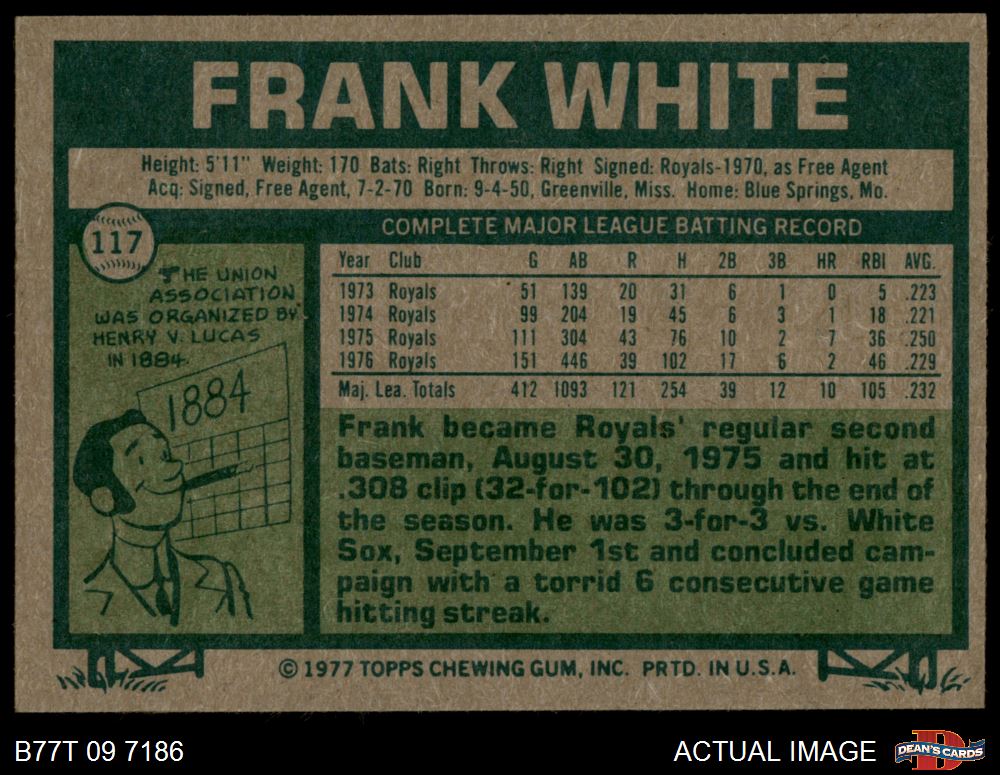 FRANK WHITE
Height: 5'11" Weight: 170 Bats: Right Throws: Right Signed: Royals-1970, as Free Agent
Acq: Signed, Free Agent, 7-2-70 Born: 9-4-50, Greenville, Miss. Home: Blue Springs, Mo.
117
THE UNION
ASSOCIATION
WAS ORGANIZED BY
HENRY V. LUCAS
IN 1884.
1884
COMPLETE MAJOR LEAGUE BATTING RECORD
Year Club G AB R H 2B 3B HR RBI AVG.
1973 Royals 51 139 20 31 6 1 0 5 .223
1974 Royals 99 204 19 45 6 3 1 18 .221
1975 Royals 111 304 43 76 10 2 7 36 .250
1976 Royals 151 446 39 102 17 6 2 46 .229
Maj. Lea. Totals 412 1093 121 254 39 12 10 105 .232
Frank became Royals' regular second
baseman, August 30, 1975 and hit at
.308 clip (32-for-102) through the end of
the season. He was 3-for-3 vs. White
Sox, September 1st and concluded cam-
paign with a torrid 6 consecutive game
hitting streak.
© 1977 TOPPS CHEWING GUM, INC. PRTD. IN U.S.A.
B77T 09 7186
ACTUAL IMAGE
D
DEAN'S CARDS